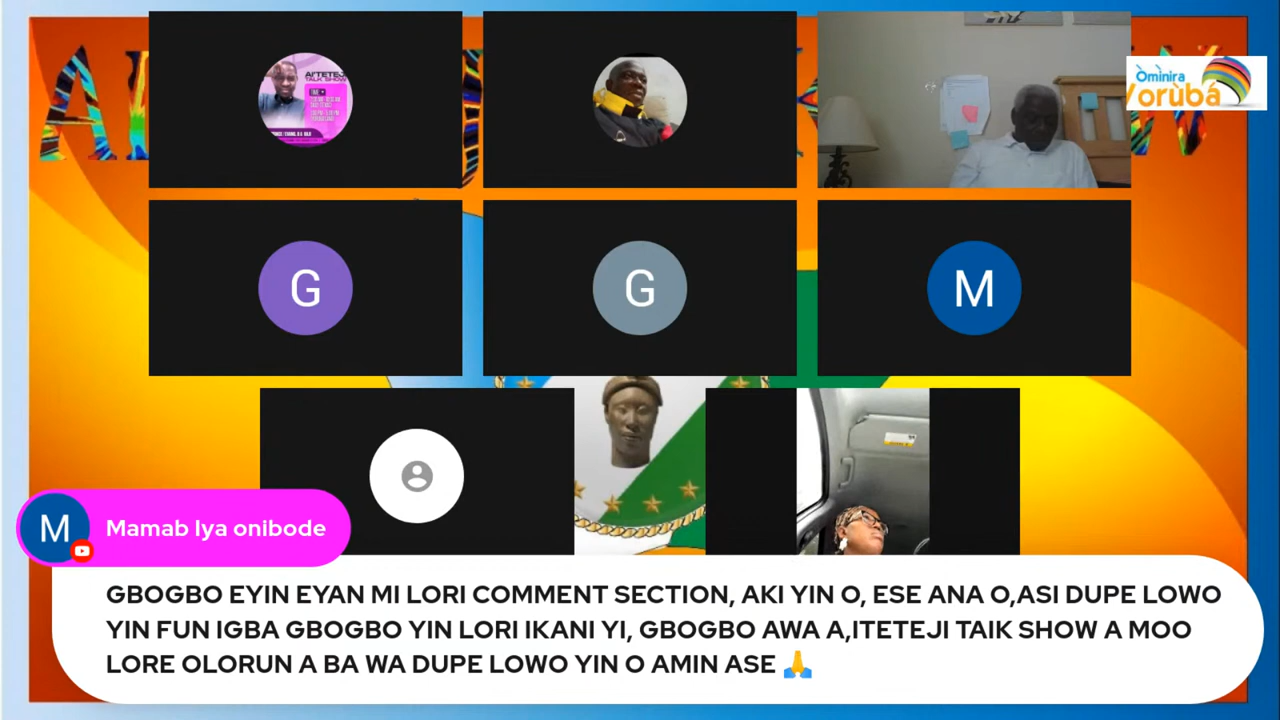 Òmìnira
Yorùbá
G
G
M
M
Mamab Iya onibode
GBOGBO EYIN EYAN MI LORI COMMENT SECTION, AKI YIN O, ESE ANA O,ASI DUPE LOWO
YIN FUN IGBA GBOGBO YIN LORI IKANI YI, GBOGBO AWA A,ITETEJI TAIK SHOW A MOO
LORE OLORUN A BA WA DUPE LOWO YIN O AMIN ASE 🙏